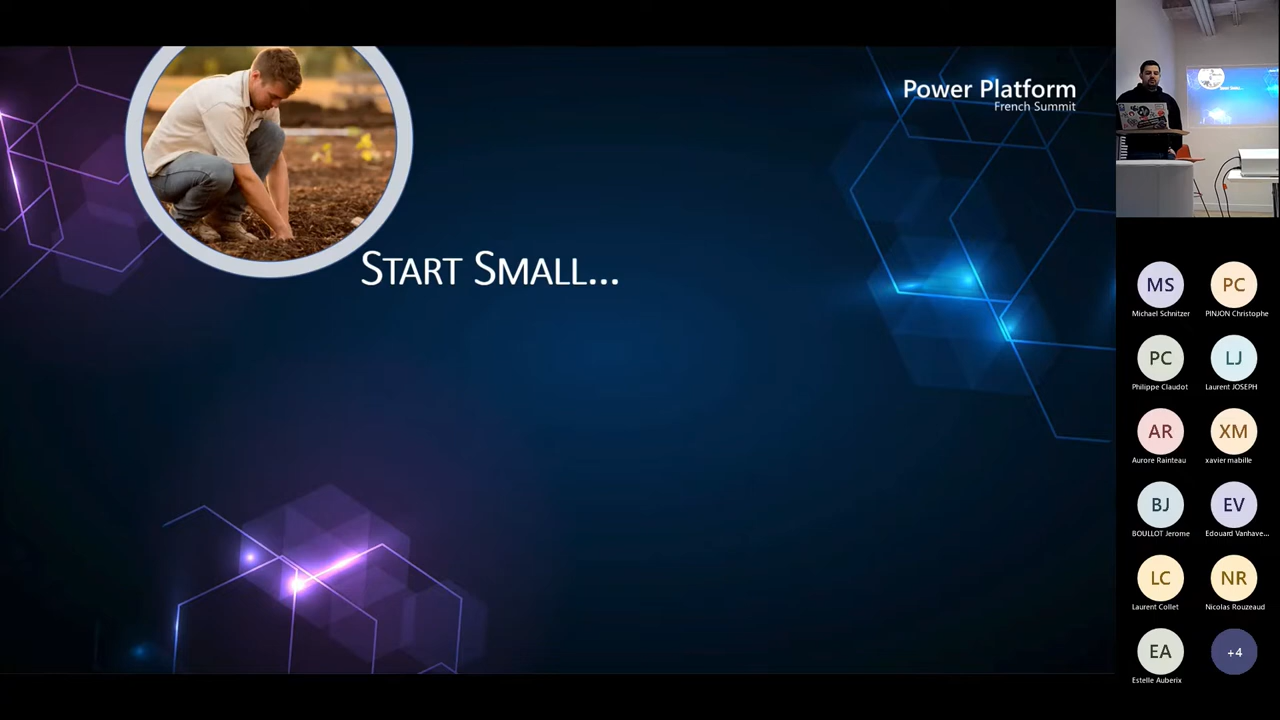 Power Platform
French Summit
START SMALL...
MS
PC
Michael Schnitzer
PINJON Christophe
PC
LJ
Philippe Claudot
Laurent JOSEPH
AR
XM
Aurore Rainteau
xavier mabille
BJ
EV
BOULLOT Jerome
Edouard Vanhave...
LC
NR
Laurent Collet
Nicolas Rouzeaud
EA
+4
Estelle Auberix